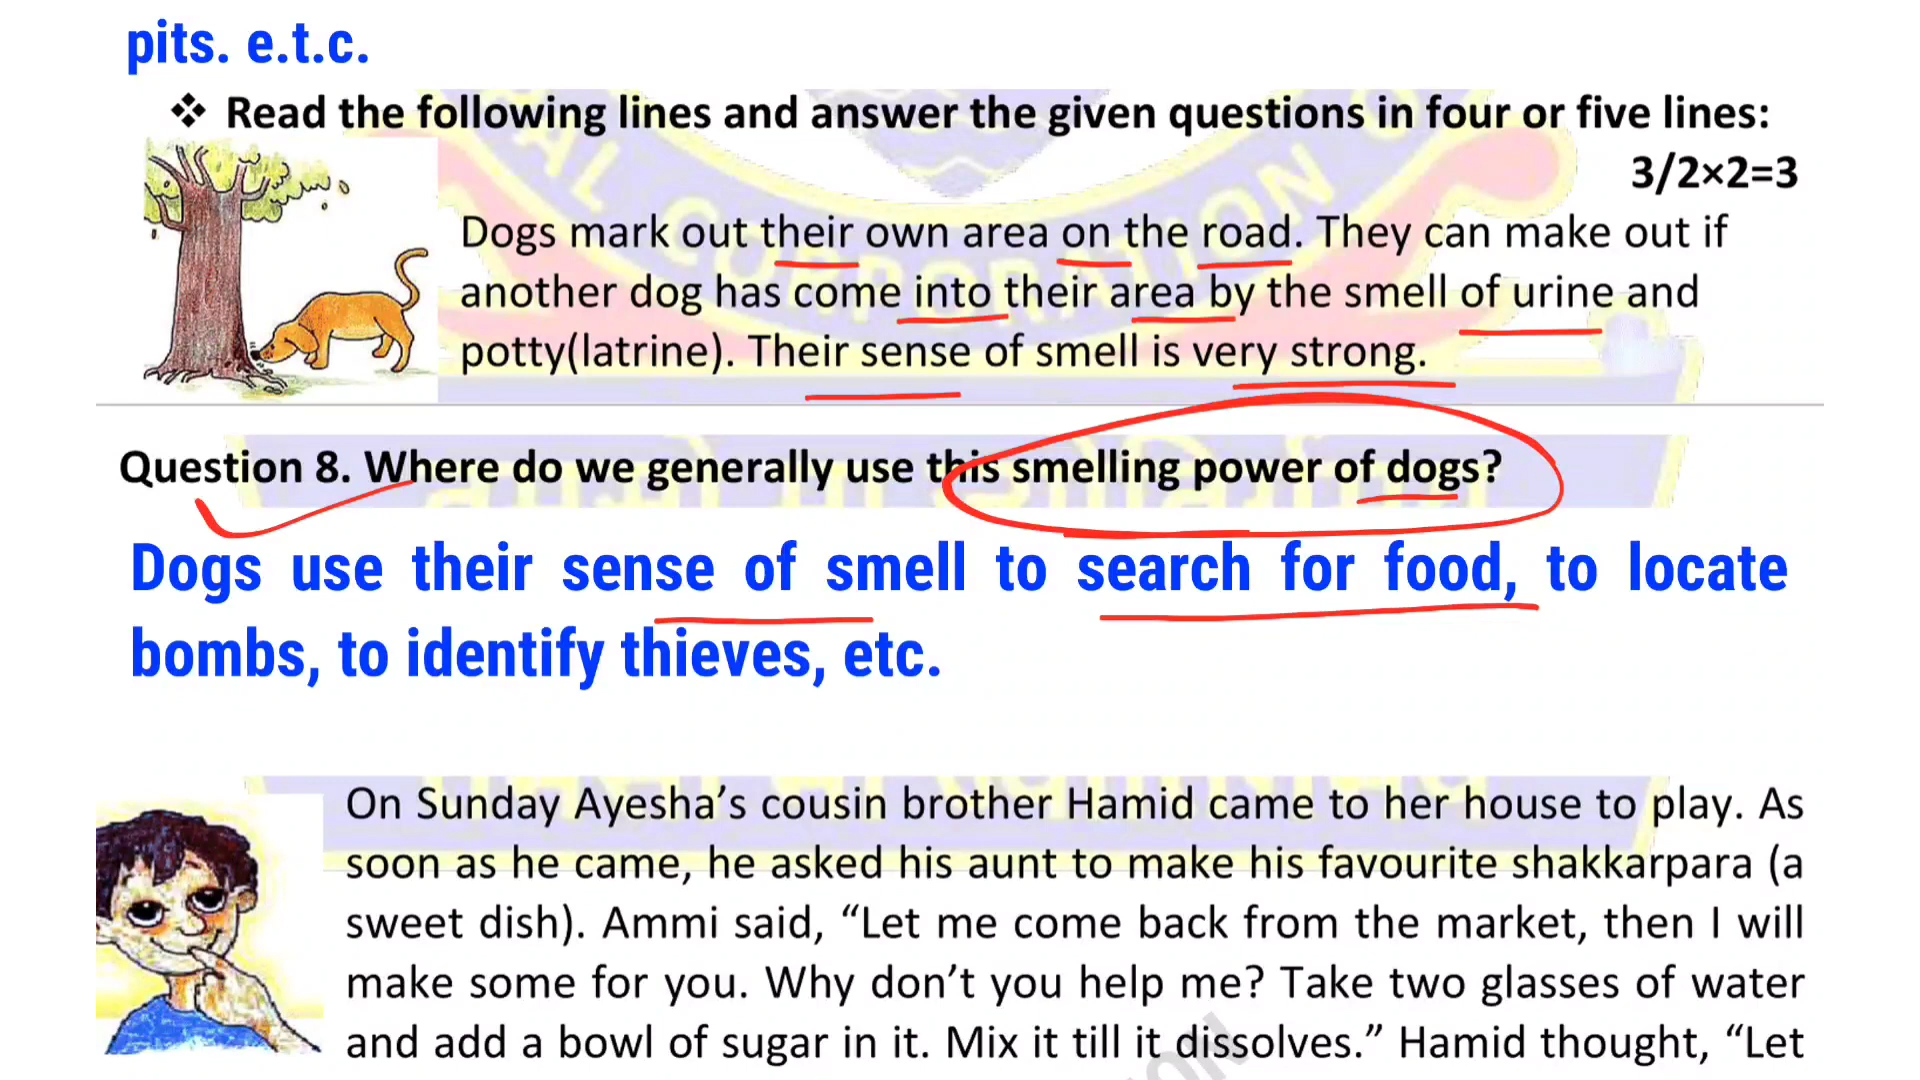 pits. e.t.c.
❖ Read the following lines and answer the given questions in four or five lines:
3/2×2=3
Dogs mark out their own area on the road. They can make out if
another dog has come into their area by the smell of urine and
potty(latrine). Their sense of smell is very strong.
Question 8. Where do we generally use this smelling power of dogs?
Dogs use their sense of smell to search for food, to locate
bombs, to identify thieves, etc.
On Sunday Ayesha’s cousin brother Hamid came to her house to play. As
soon as he came, he asked his aunt to make his favourite shakkarpara (a
sweet dish). Ammi said, “Let me come back from the market, then I will
make some for you. Why don’t you help me? Take two glasses of water
and add a bowl of sugar in it. Mix it till it dissolves.” Hamid thought, “Let